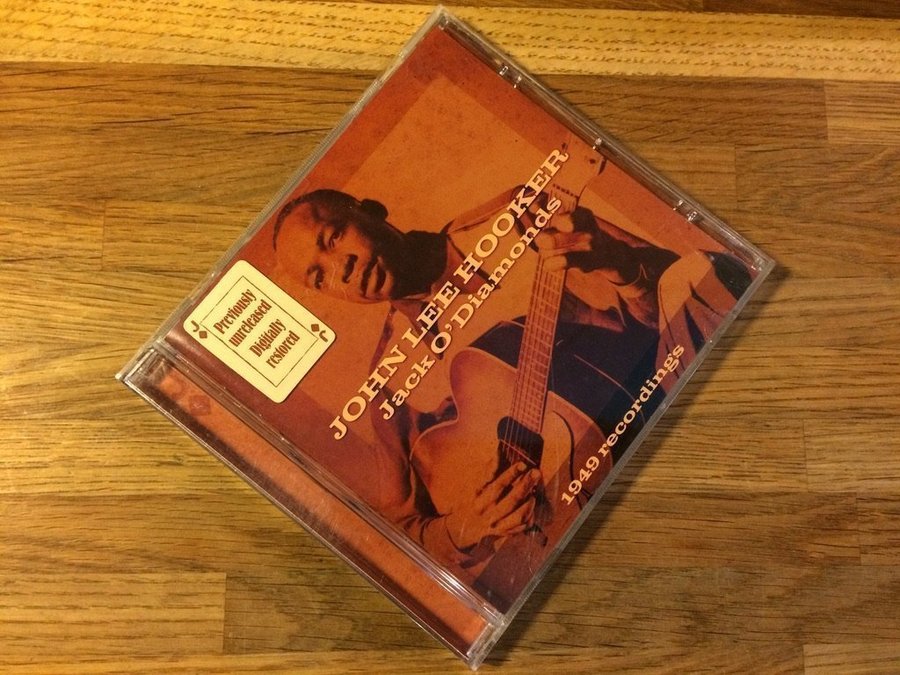 JOHN LEE HOOKER
Jack O'Diamonds
1949 recordings
J
Previously
unreleased
Digitally
restored
J